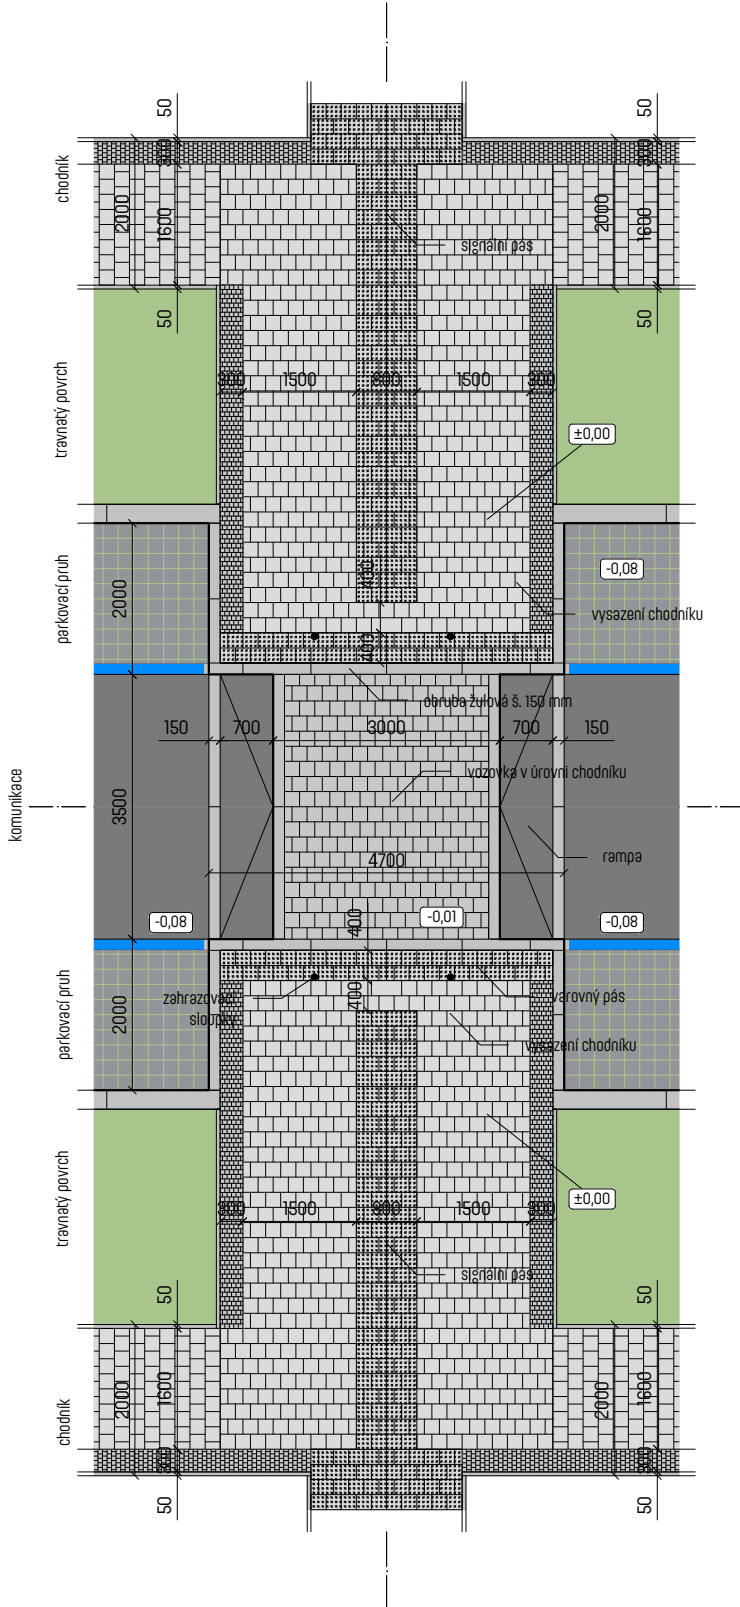 50
50
chodník
300
300
2000
1600
2000
1600
signální pás
50
50
travnatý povrch
300
1500
800
1500
300
±0,00
parkovací pruh
2000
400
-0,08
vysazení chodníku
400
obruba žulová š. 150 mm
150
700
3000
700
150
vozovka v úrovni chodníku
komunikace
3500
4700
rampa
-0,08
400
-0,01
-0,08
parkovací pruh
2000
zahrazovací
sloupky
400
varovný pás
vysazení chodníku
travnatý povrch
±0,00
300
1500
800
1500
300
signální pás
50
50
chodník
2000
1600
2000
1600
300
300
50
50